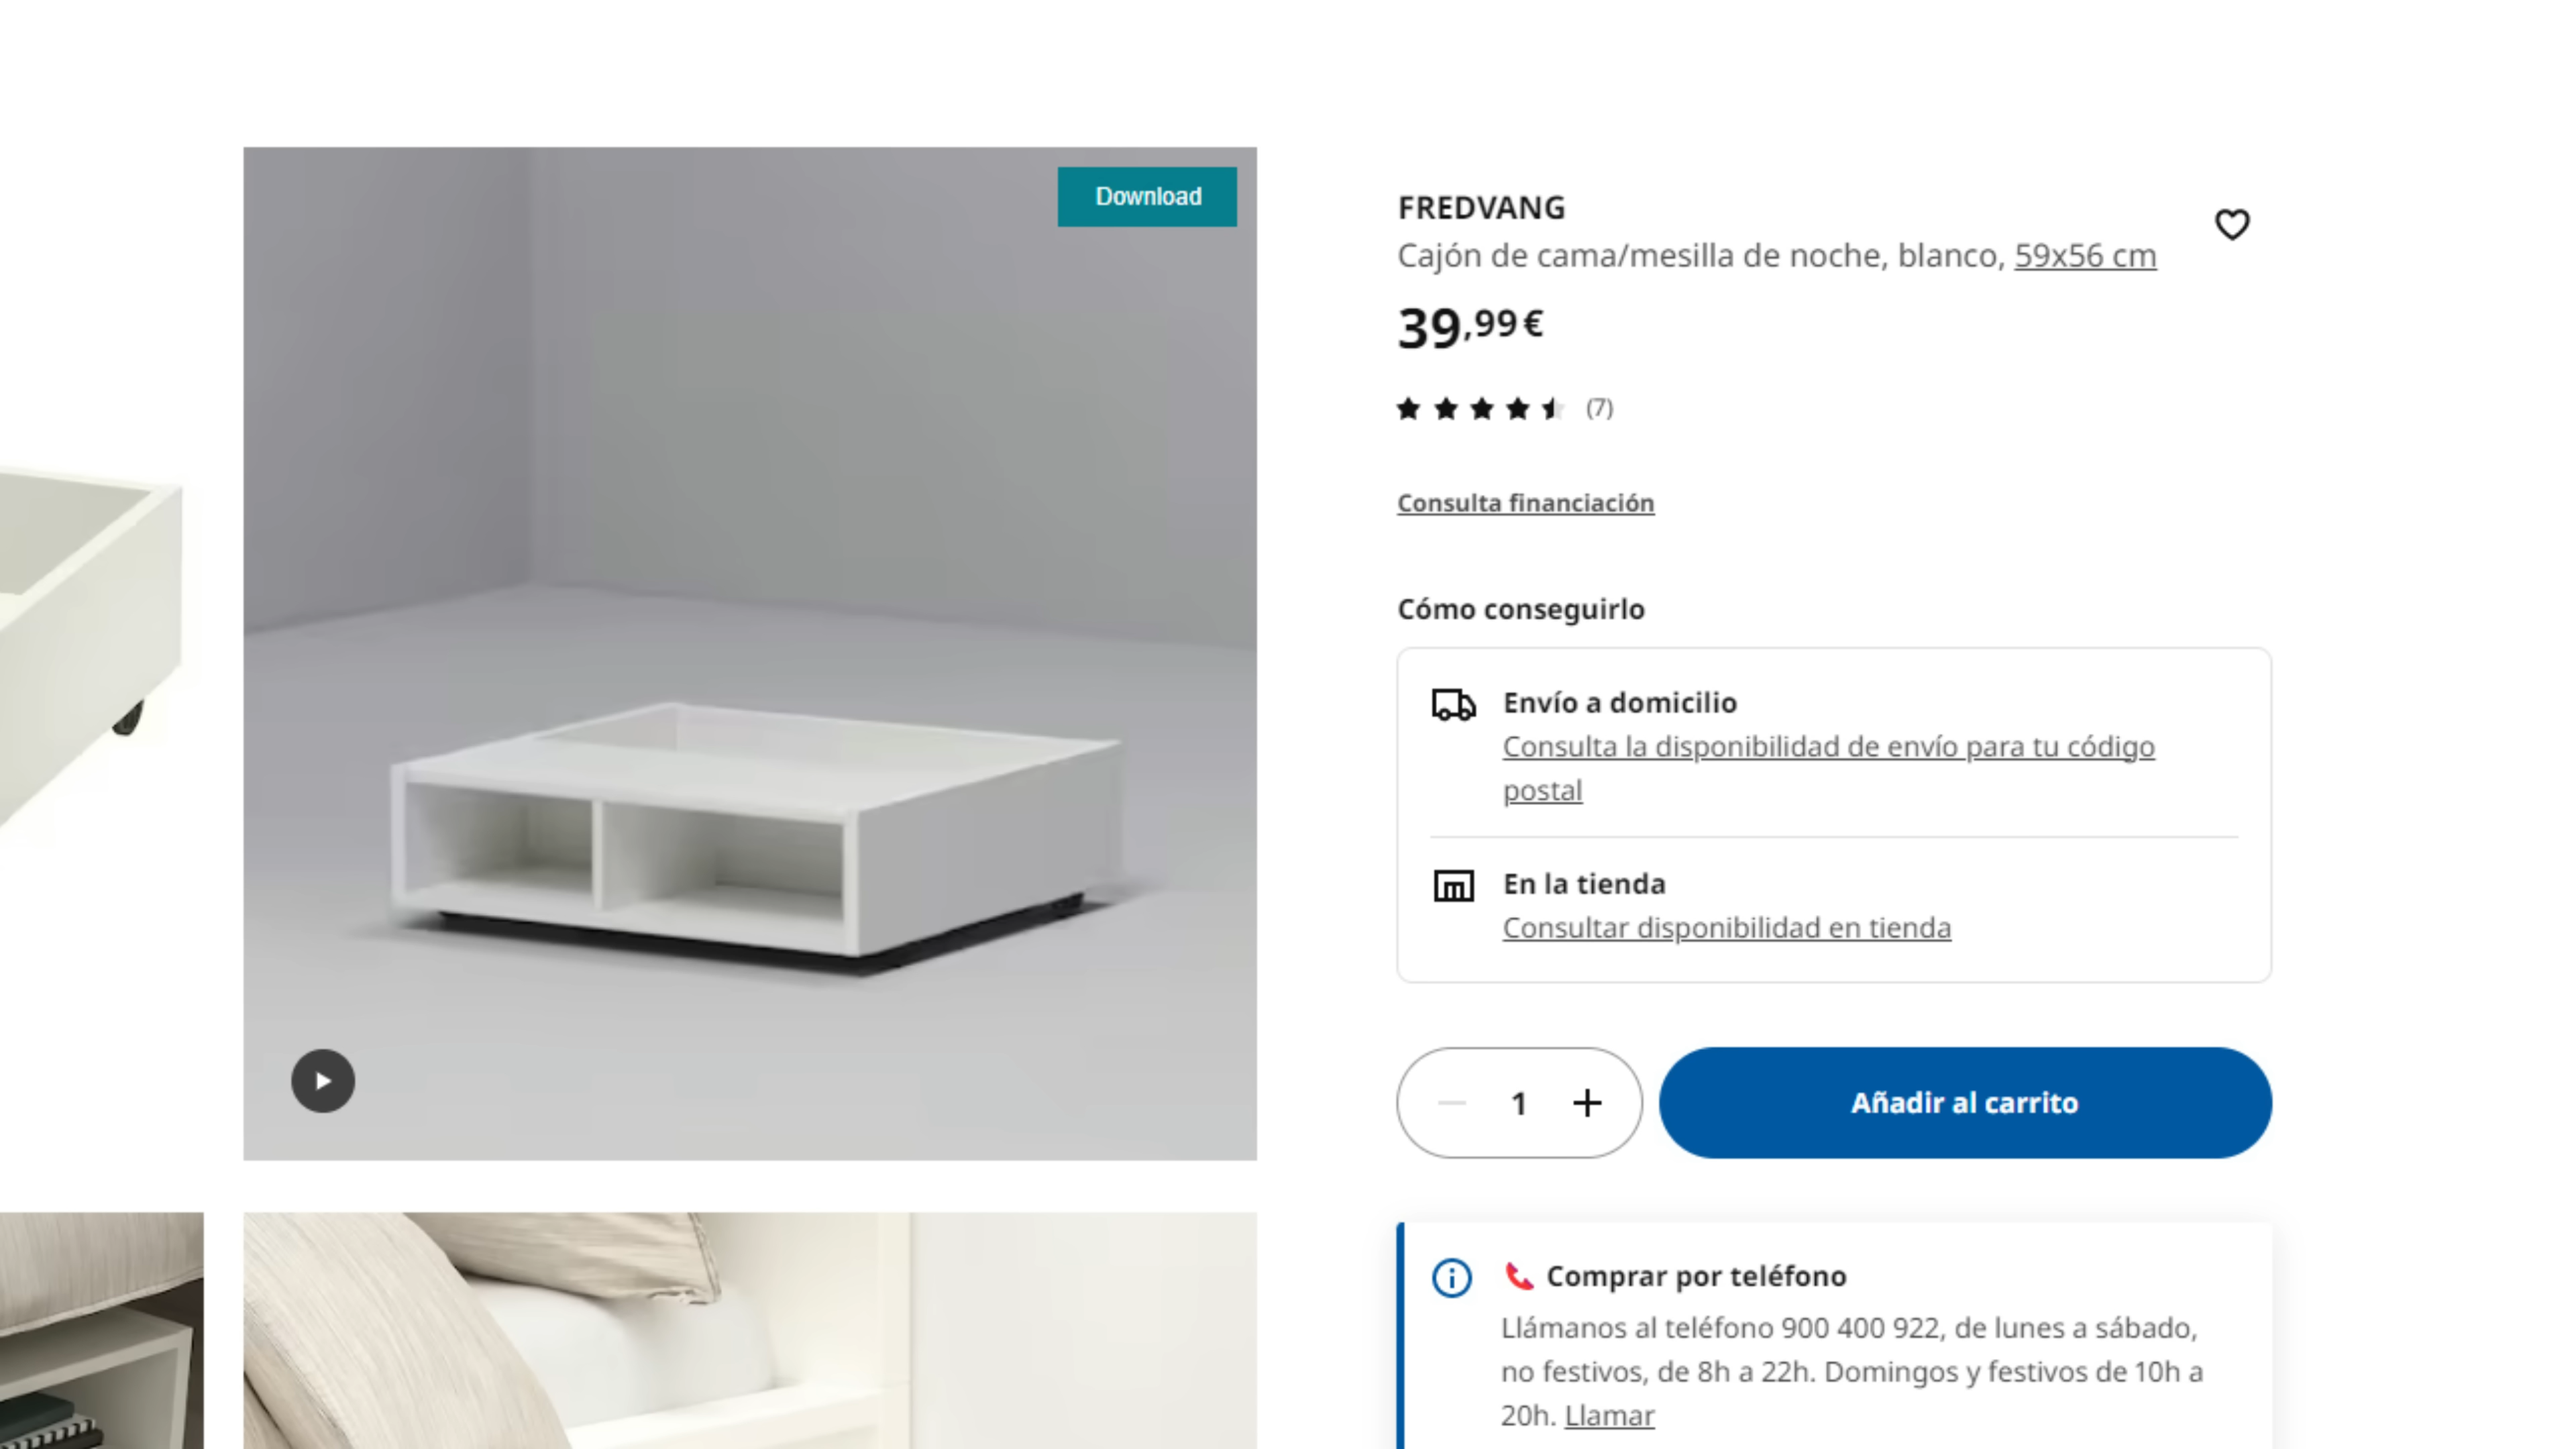 Download
FREDVANG
Cajón de cama/mesilla de noche, blanco, 59x56 cm
39,99€
(7)
Consulta financiación
Cómo conseguirlo
Envío a domicilio
Consulta la disponibilidad de envío para tu código
postal
En la tienda
Consultar disponibilidad en tienda
1
Añadir al carrito
Comprar por teléfono
Llámanos al teléfono 900 400 922, de lunes a sábado,
no festivos, de 8h a 22h. Domingos y festivos de 10h a
20h. Llamar